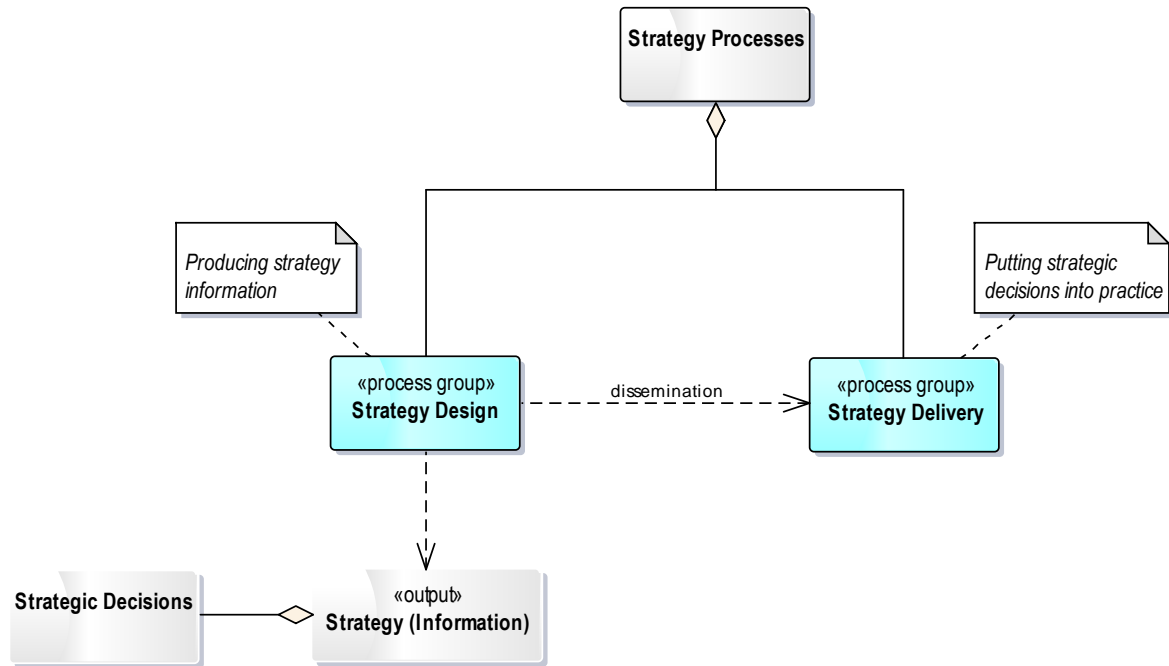 Strategy Processes
Producing strategy
information
Putting strategic
decisions into practice
«process group»
Strategy Design
dissemination
«process group»
Strategy Delivery
Strategic Decisions
«output»
Strategy (Information)